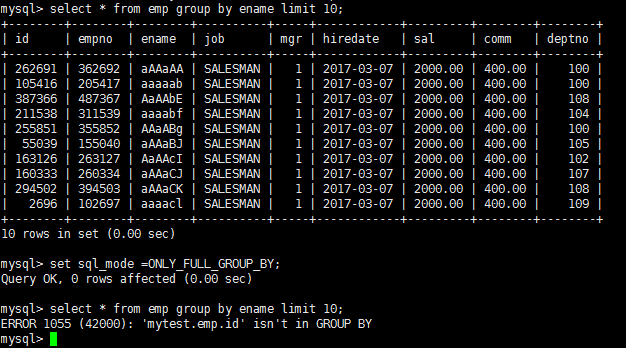 mysql> select * from emp group by ename limit 10;
+--------+--------+--------+----------+-----+------------+---------+--------+--------+
| id     | empno  | ename  | job      | mgr | hiredate   | sal     | comm   | deptno |
+--------+--------+--------+----------+-----+------------+---------+--------+--------+
| 262691 | 362692 | aAAaAA | SALESMAN |   1 | 2017-03-07 | 2000.00 | 400.00 |    100 |
| 105416 | 205417 | aaaaab | SALESMAN |   1 | 2017-03-07 | 2000.00 | 400.00 |    100 |
| 387366 | 487367 | AaAAbE | SALESMAN |   1 | 2017-03-07 | 2000.00 | 400.00 |    108 |
| 211538 | 311539 | aaaabf | SALESMAN |   1 | 2017-03-07 | 2000.00 | 400.00 |    104 |
| 255851 | 355852 | AAaABg | SALESMAN |   1 | 2017-03-07 | 2000.00 | 400.00 |    100 |
|  55039 | 155040 | aAaaBJ | SALESMAN |   1 | 2017-03-07 | 2000.00 | 400.00 |    105 |
| 163126 | 263127 | AaAAcI | SALESMAN |   1 | 2017-03-07 | 2000.00 | 400.00 |    102 |
| 160333 | 260334 | aAAaCJ | SALESMAN |   1 | 2017-03-07 | 2000.00 | 400.00 |    107 |
| 294502 | 394503 | aAAaCK | SALESMAN |   1 | 2017-03-07 | 2000.00 | 400.00 |    108 |
|   2696 | 102697 | aaaacl | SALESMAN |   1 | 2017-03-07 | 2000.00 | 400.00 |    109 |
+--------+--------+--------+----------+-----+------------+---------+--------+--------+
10 rows in set (0.00 sec)
mysql> set sql_mode =ONLY_FULL_GROUP_BY;
Query OK, 0 rows affected (0.00 sec)
mysql> select * from emp group by ename limit 10;
ERROR 1055 (42000): 'mytest.emp.id' isn't in GROUP BY
mysql>